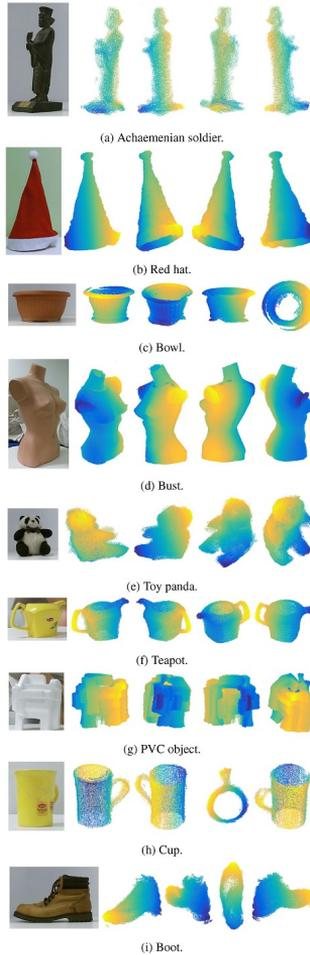 (a) Achaemenian soldier.
(b) Red hat.
(c) Bowl.
(d) Bust.
(e) Toy panda.
(f) Teapot.
(g) PVC object.
(h) Cup.
(i) Boot.